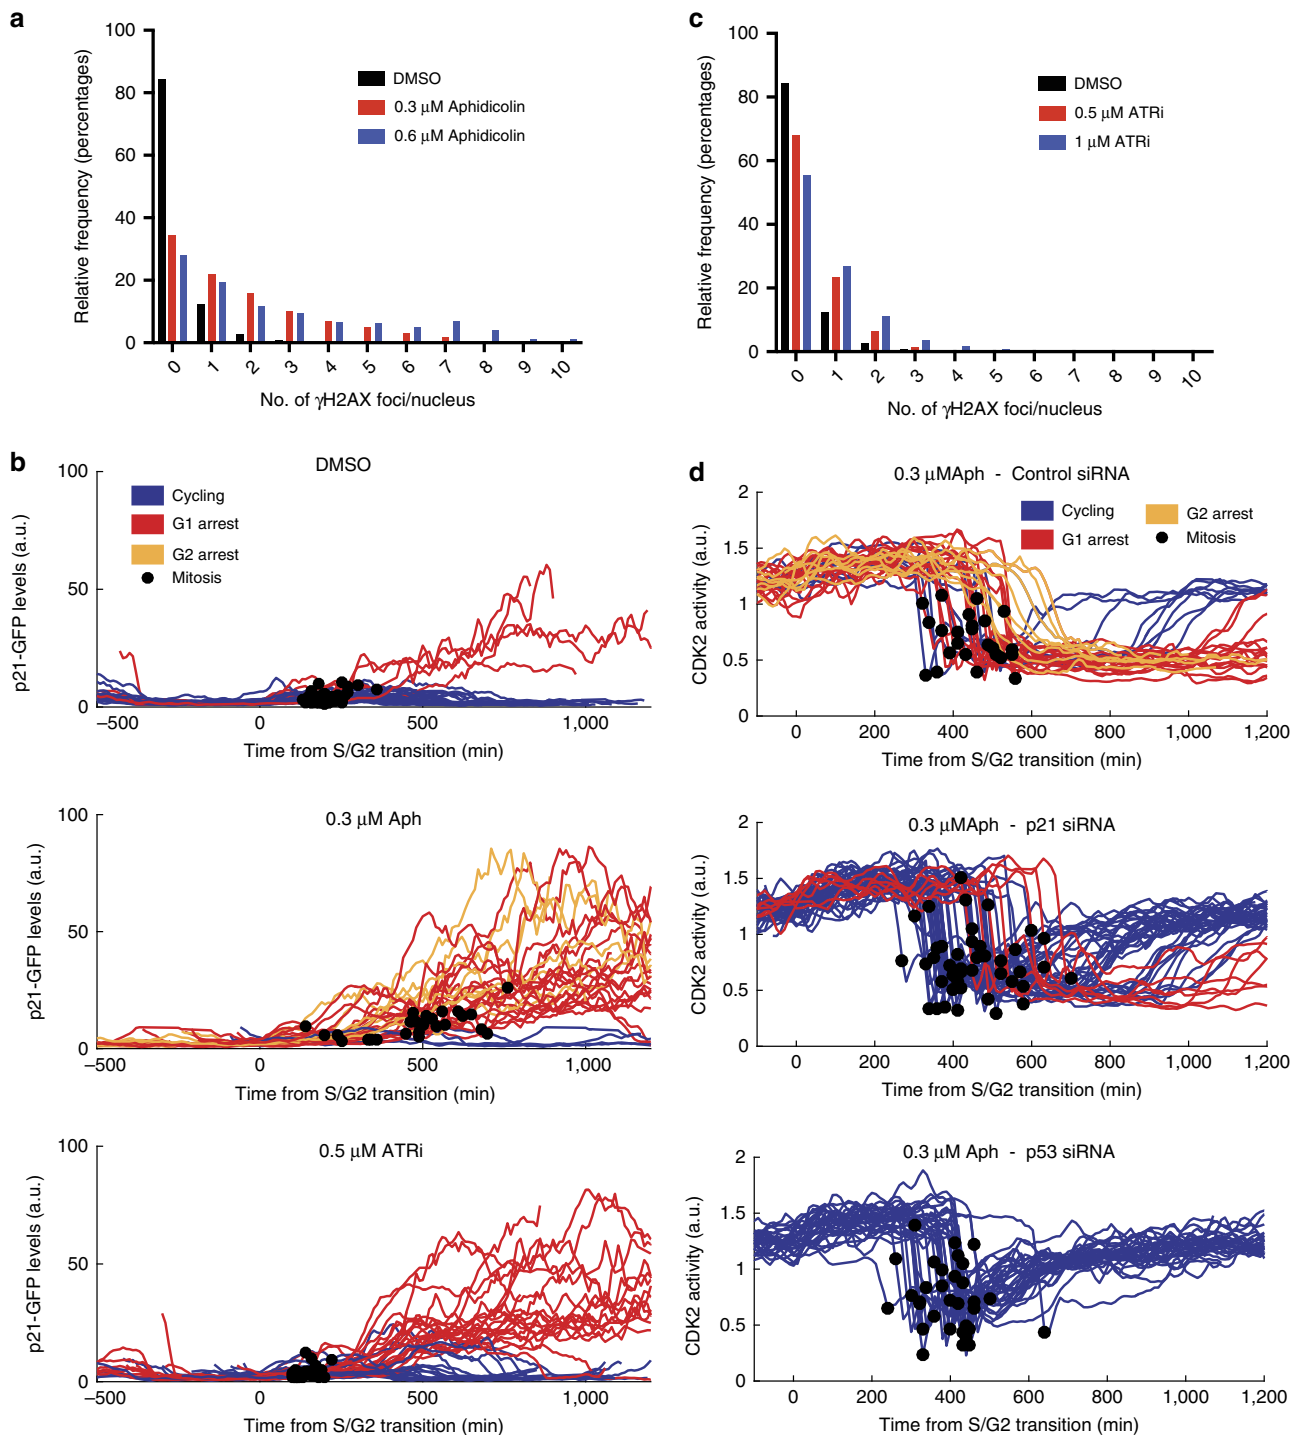 a
100
80
60
40
20
0
Relative frequency (percentages)
DMSO
0.3 μM Aphidicolin
0.6 μM Aphidicolin
0 1 2 3 4 5 6 7 8 9 10
No. of γH2AX foci/nucleus
c
100
80
60
40
20
0
Relative frequency (percentages)
DMSO
0.5 μM ATRi
1 μM ATRi
0 1 2 3 4 5 6 7 8 9 10
No. of γH2AX foci/nucleus
b
DMSO
100
50
0
p21-GFP levels (a.u.)
Cycling
G1 arrest
G2 arrest
Mitosis
−500 0 500 1,000
Time from S/G2 transition (min)
0.3 μM Aph
100
50
0
p21-GFP levels (a.u.)
−500 0 500 1,000
Time from S/G2 transition (min)
0.5 μM ATRi
100
50
0
p21-GFP levels (a.u.)
−500 0 500 1,000
Time from S/G2 transition (min)
d
0.3 μMAph - Control siRNA
2
1.5
1
0.5
0
CDK2 activity (a.u.)
Cycling
G1 arrest
G2 arrest
Mitosis
0 200 400 600 800 1,000 1,200
Time from S/G2 transition (min)
0.3 μMAph - p21 siRNA
2
1.5
1
0.5
0
CDK2 activity (a.u.)
0 200 400 600 800 1,000 1,200
Time from S/G2 transition (min)
0.3 μM Aph - p53 siRNA
2
1.5
1
0.5
0
CDK2 activity (a.u.)
0 200 400 600 800 1,000 1,200
Time from S/G2 transition (min)